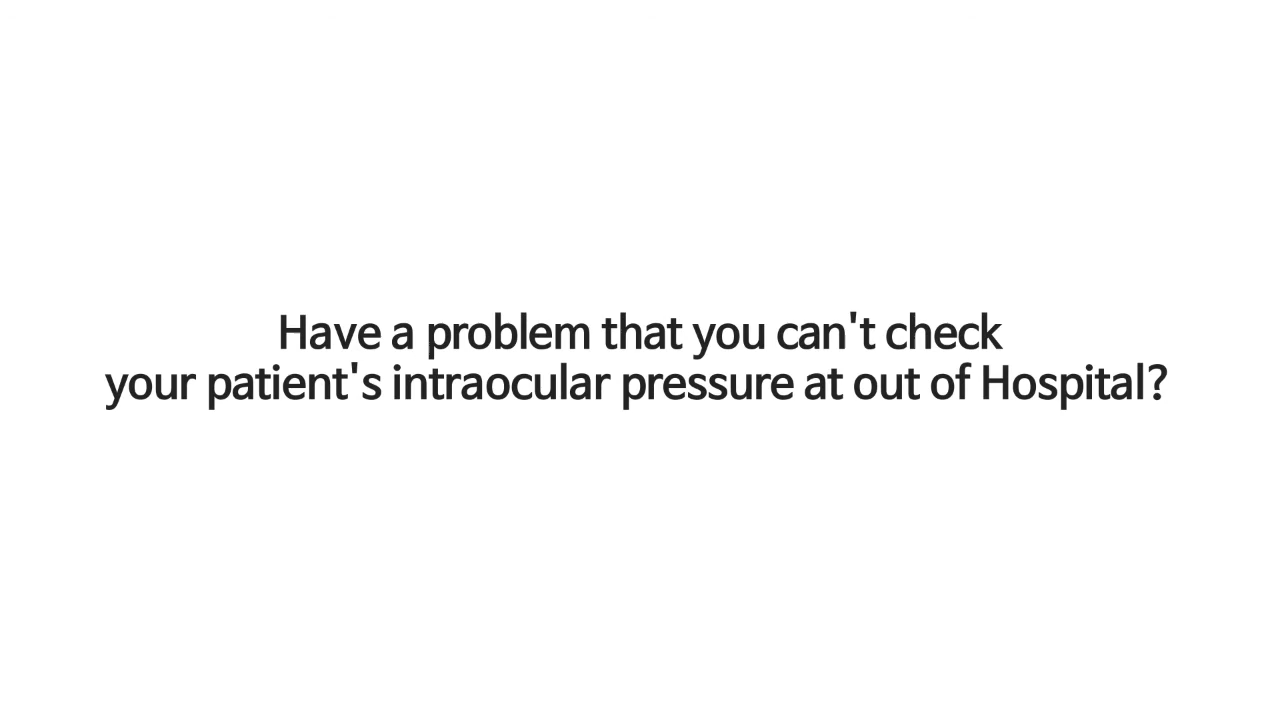 Have a problem that you can't check
your patient's intraocular pressure at out of Hospital?